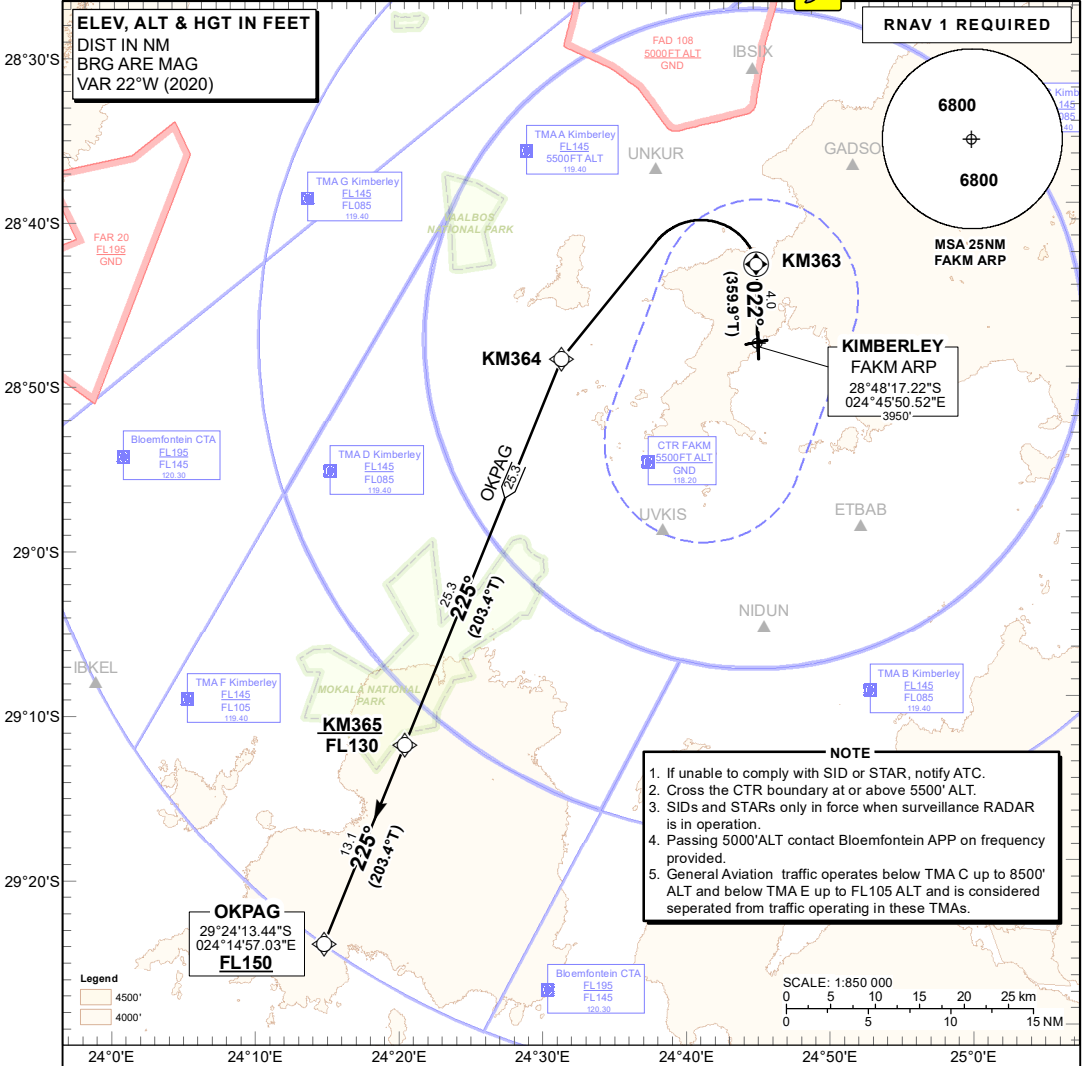 ELEV, ALT & HGT IN FEET
DIST IN NM
BRG ARE MAG
VAR 22°W (2020)
RNAV 1 REQUIRED
6800
6800
MSA 25NM
FAKM ARP
FAD 108
5000FT ALT
GND
IBSIX
UNKUR
GADSO
TMA A Kimberley
FL145
5500FT ALT
119.40
TMA G Kimberley
FL145
FL085
119.40
FAR 20
FL195
GND
NATIONAL PARK
KM363
4.0
022°
(359.9°T)
KM364
KIMBERLEY
FAKM ARP
28°48'17.22"S
024°45'50.52"E
3950'
Bloemfontein CTA
FL195
FL145
120.30
TMA D Kimberley
FL145
FL085
119.40
OKPAG
25.3
CTR FAKM
5500FT ALT
GND
118.20
UVKIS
ETBAB
25.3
225°
(203.4°T)
NIDUN
IBKEL
TMA F Kimberley
FL145
FL105
119.40
MOKALA NATIONAL
PARK
TMA B Kimberley
FL145
FL085
119.40
KM365
FL130
13.1
225°
(203.4°T)
NOTE
1. If unable to comply with SID or STAR, notify ATC.
2. Cross the CTR boundary at or above 5500' ALT.
3. SIDs and STARs only in force when surveillance RADAR
is in operation.
4. Passing 5000'ALT contact Bloemfontein APP on frequency
provided.
5. General Aviation traffic operates below TMA C up to 8500'
ALT and below TMA E up to FL105 ALT and is considered
seperated from traffic operating in these TMAs.
OKPAG
29°24'13.44"S
024°14'57.03"E
FL150
Bloemfontein CTA
FL195
FL145
120.30
Legend
4500'
4000'
SCALE: 1:850 000
0 5 10 15 20 25 km
0 5 10 15 NM
28°30'S
28°40'S
28°50'S
29°0'S
29°10'S
29°20'S
24°0'E
24°10'E
24°20'E
24°30'E
24°40'E
24°50'E
25°0'E